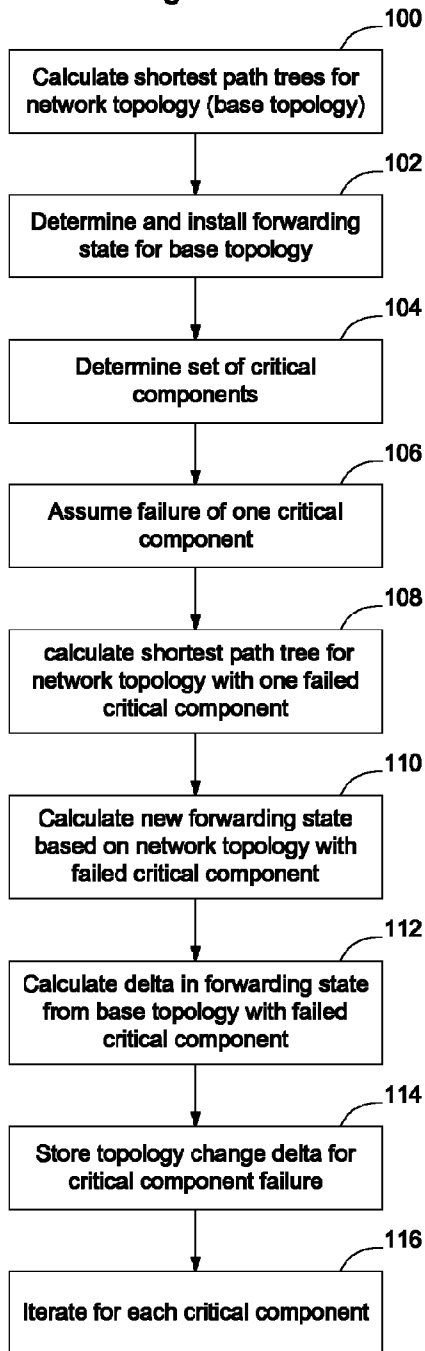 100
Calculate shortest path trees for
network topology (base topology)
102
Determine and install forwarding
state for base topology
104
Determine set of critical
components
106
Assume failure of one critical
component
108
calculate shortest path tree for
network topology with one failed
critical component
110
Calculate new forwarding state
based on network topology with
failed critical component
112
Calculate delta in forwarding state
from base topology with failed
critical component
114
Store topology change delta for
critical component failure
116
Iterate for each critical component